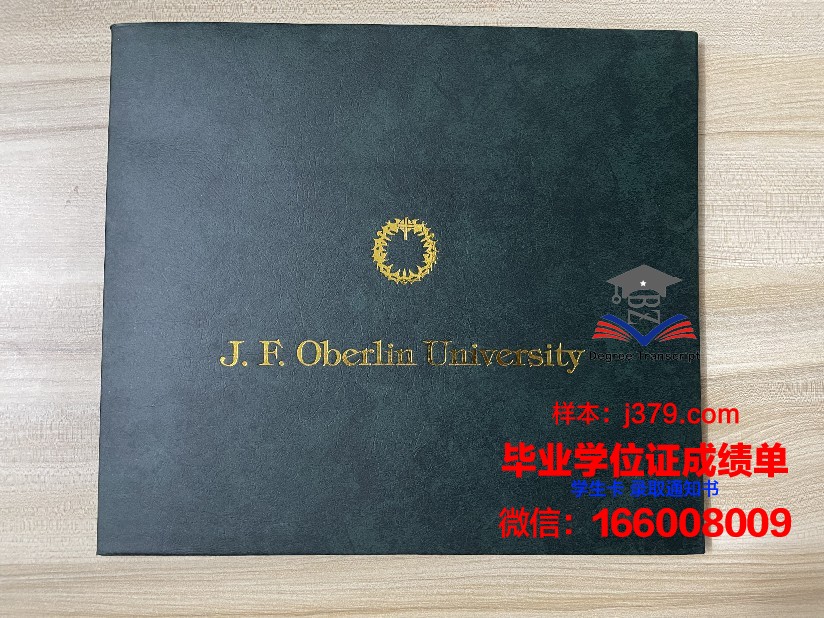 J. F. Oberlin University
BZ
Degree Transcript
样本：j379.com
毕业学位证成绩单
学生卡 录取通知书
微信：166008009